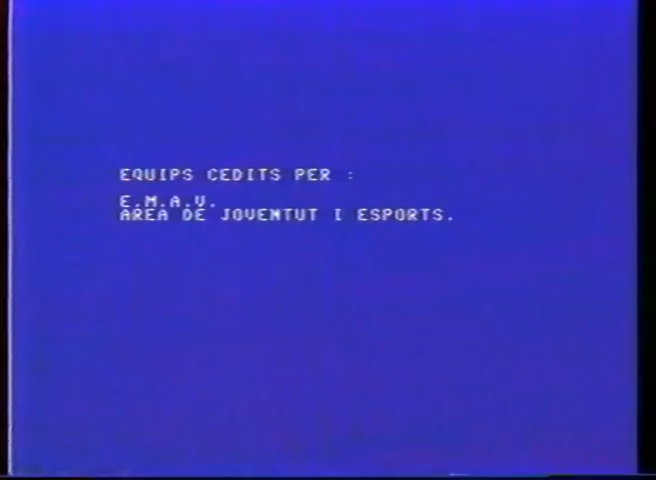 EQUIPS CEDITS PER :
E.M.A.V.
AREA DE JOVENTUT I ESPORTS.